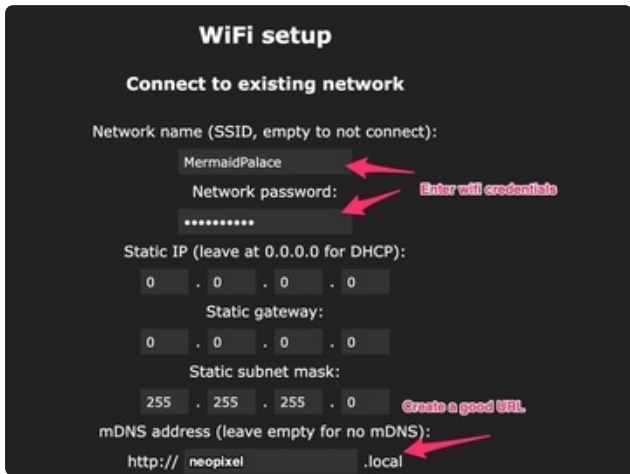 WiFi setup
Connect to existing network
Network name (SSID, empty to not connect):
MermaidPalace
Network password:
Enter wifi credentials
••••••••••
Static IP (leave at 0.0.0.0 for DHCP):
0 . 0 . 0 . 0
Static gateway:
0 . 0 . 0 . 0
Static subnet mask:
255 . 255 . 255 . 0
Create a good URL
mDNS address (leave empty for no mDNS):
http:// neopixel .local